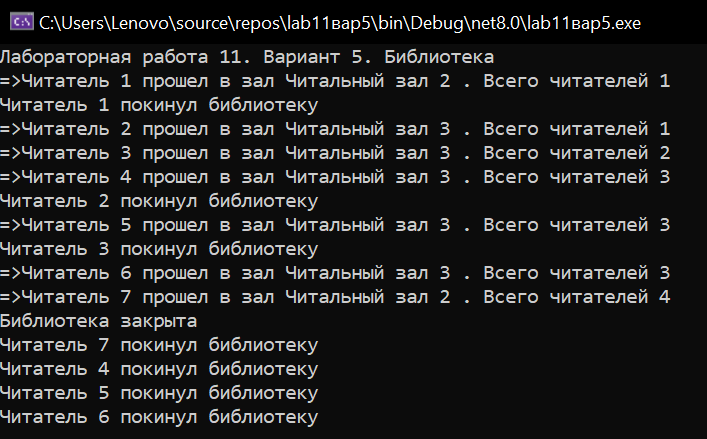 C:\Users\Lenovo\source\repos\lab11вар5\bin\Debug\net8.0\lab11вар5.exe
Лабораторная работа 11. Вариант 5. Библиотека
=>Читатель 1 прошел в зал Читальный зал 2 . Всего читателей 1
Читатель 1 покинул библиотеку
=>Читатель 2 прошел в зал Читальный зал 3 . Всего читателей 1
=>Читатель 3 прошел в зал Читальный зал 3 . Всего читателей 2
=>Читатель 4 прошел в зал Читальный зал 3 . Всего читателей 3
Читатель 2 покинул библиотеку
=>Читатель 5 прошел в зал Читальный зал 3 . Всего читателей 3
Читатель 3 покинул библиотеку
=>Читатель 6 прошел в зал Читальный зал 3 . Всего читателей 3
=>Читатель 7 прошел в зал Читальный зал 2 . Всего читателей 4
Библиотека закрыта
Читатель 7 покинул библиотеку
Читатель 4 покинул библиотеку
Читатель 5 покинул библиотеку
Читатель 6 покинул библиотеку